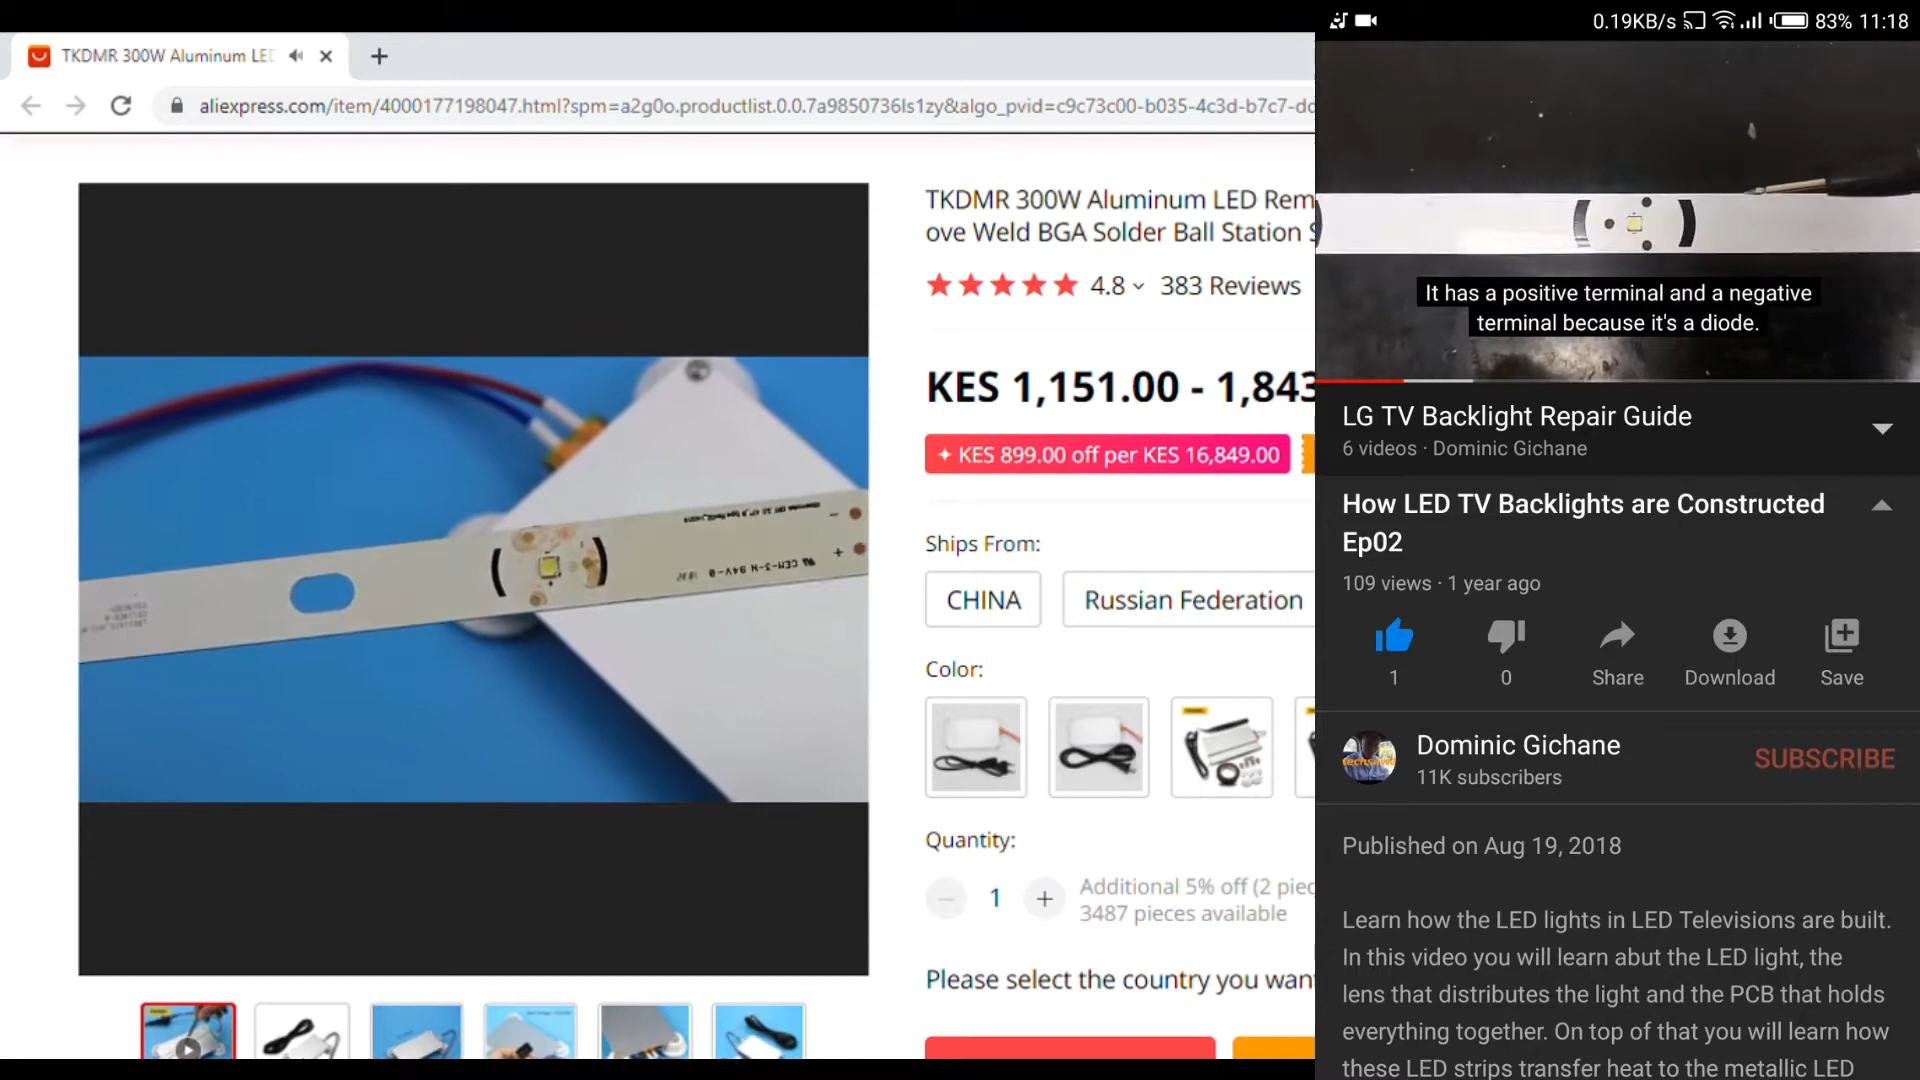 TKDMR 300W Aluminum LED
aliexpress.com/item/4000177198047.html?spm=a2g0o.productlist.0.0.7a9850736ls1zy&algo_pvid=c9c73c00-b035-4c3d-b7c7-dc
TKDMR 300W Aluminum LED Rem
ove Weld BGA Solder Ball Station S
4.8 383 Reviews
KES 1,151.00 - 1,843
KES 899.00 off per KES 16,849.00
Ships From:
CHINA
Russian Federation
Color:
Quantity:
1
Additional 5% off (2 piec
3487 pieces available
Please select the country you wan
CEM-3-N 94V-0
0.19KB/s 83% 11:18
It has a positive terminal and a negative
terminal because it's a diode.
LG TV Backlight Repair Guide
6 videos · Dominic Gichane
How LED TV Backlights are Constructed
Ep02
109 views · 1 year ago
1 0 Share Download Save
Dominic Gichane
11K subscribers
SUBSCRIBE
Published on Aug 19, 2018
Learn how the LED lights in LED Televisions are built.
In this video you will learn abut the LED light, the
lens that distributes the light and the PCB that holds
everything together. On top of that you will learn how
these LED strips transfer heat to the metallic LED